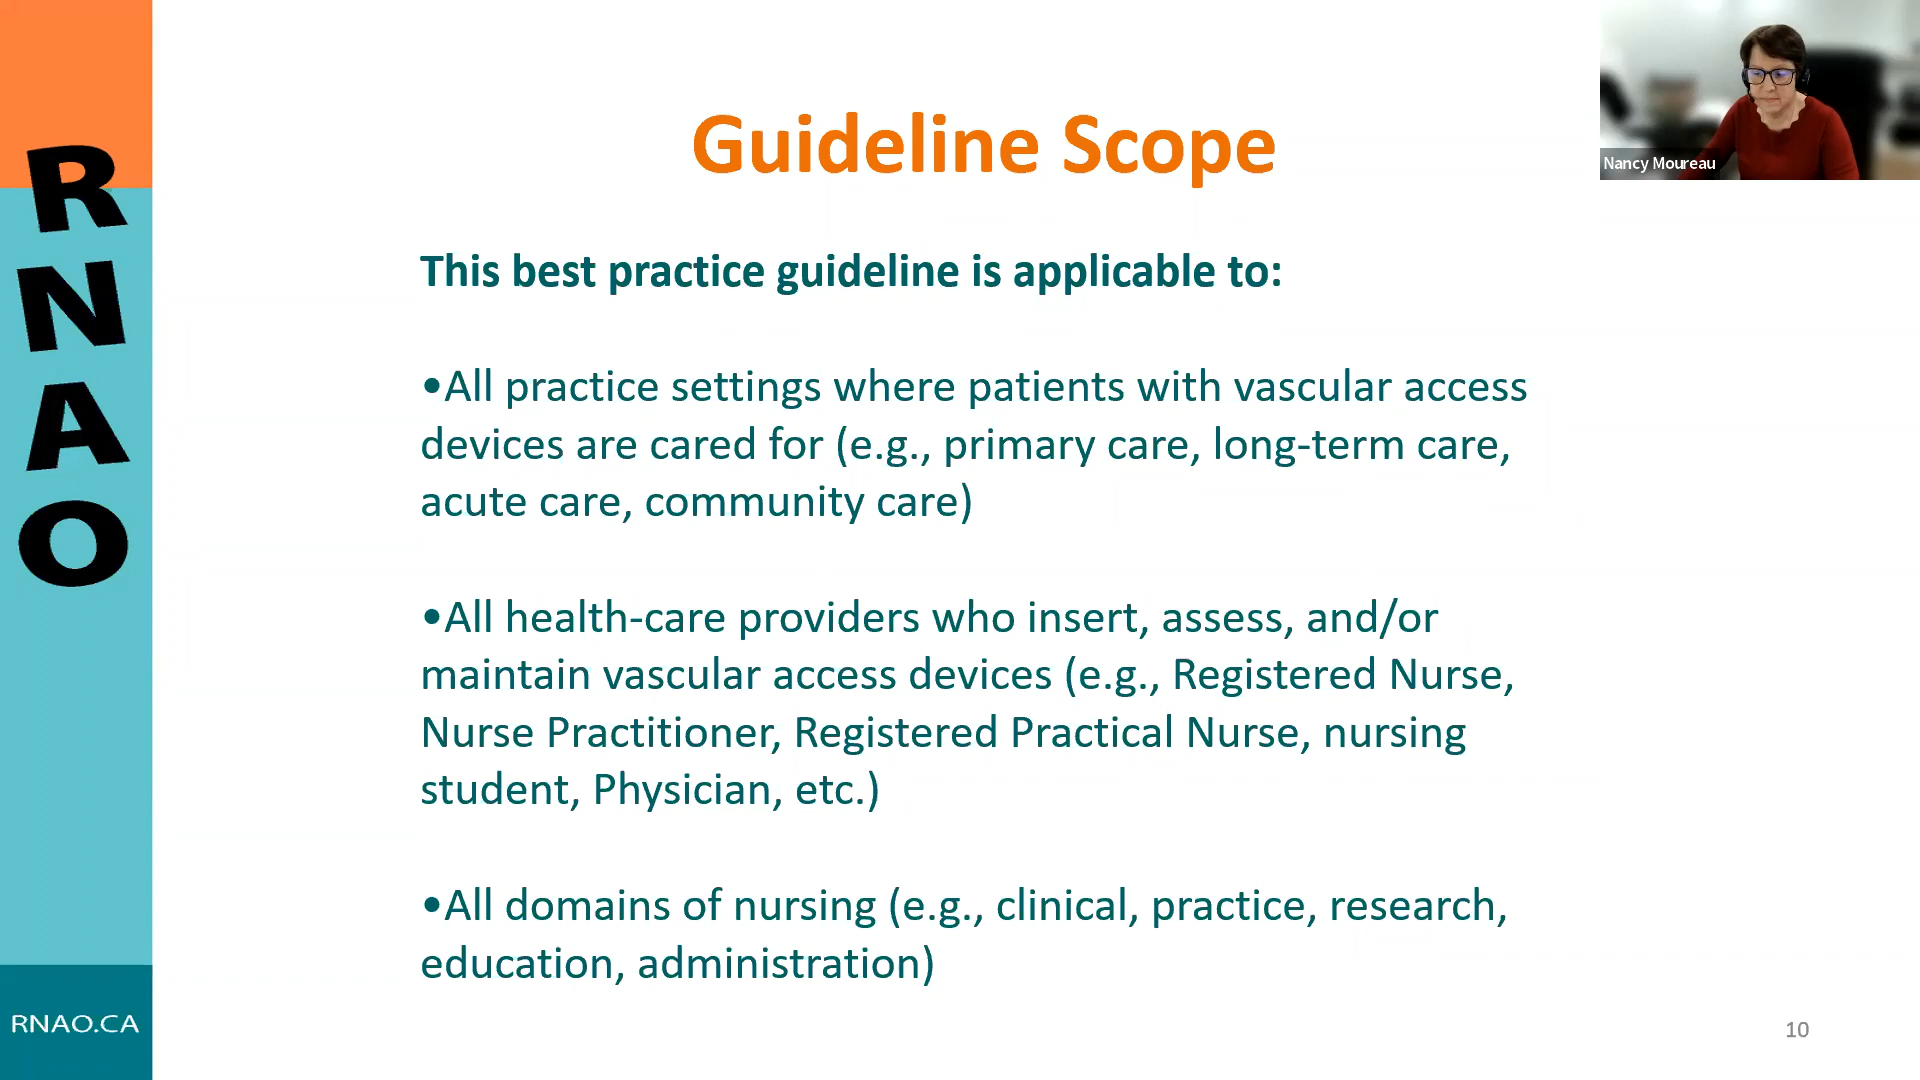 RNAO
Guideline Scope
Nancy Moureau
This best practice guideline is applicable to:
•All practice settings where patients with vascular access
devices are cared for (e.g., primary care, long-term care,
acute care, community care)
•All health-care providers who insert, assess, and/or
maintain vascular access devices (e.g., Registered Nurse,
Nurse Practitioner, Registered Practical Nurse, nursing
student, Physician, etc.)
•All domains of nursing (e.g., clinical, practice, research,
education, administration)
RNAO.CA
10